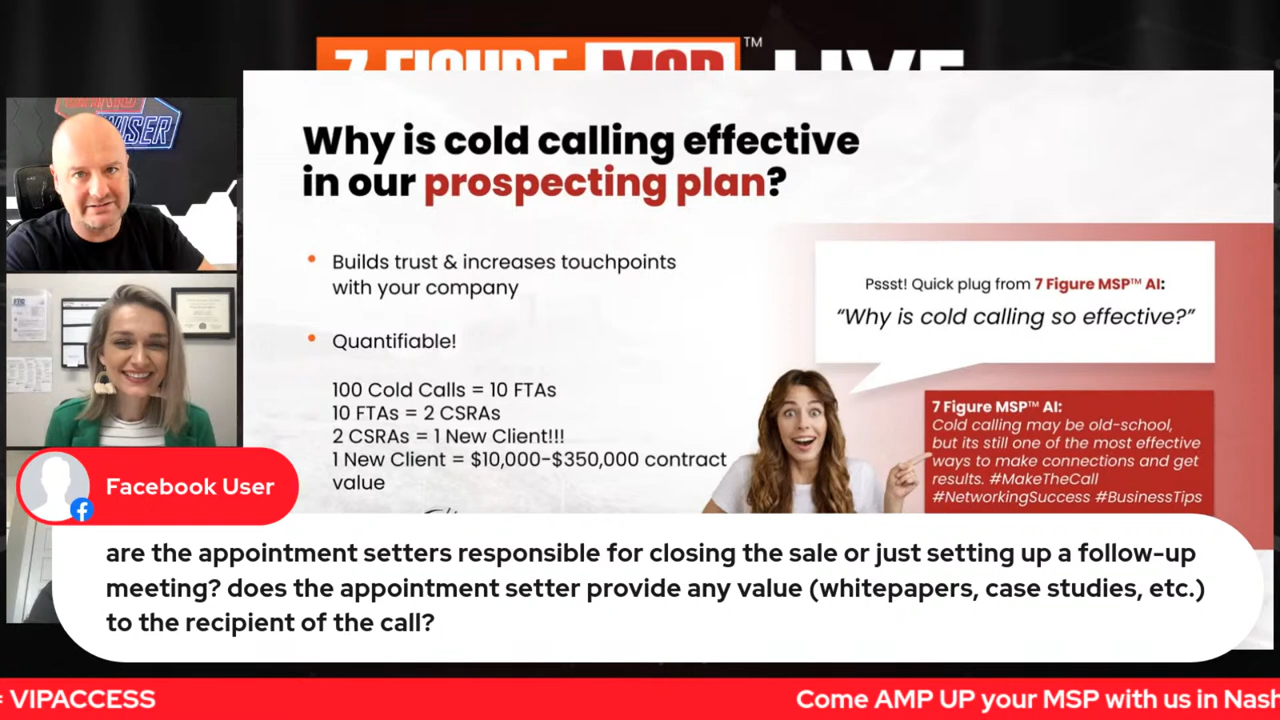 7 FIGURE MSP™ LIVE
Why is cold calling effective
in our prospecting plan?
• Builds trust & increases touchpoints
with your company
• Quantifiable!
100 Cold Calls = 10 FTAs
10 FTAs = 2 CSRAs
2 CSRAs = 1 New Client!!!
1 New Client = $10,000-$350,000 contract
value
Pssst! Quick plug from 7 Figure MSP™ AI:
“Why is cold calling so effective?”
7 Figure MSP™ AI:
Cold calling may be old-school,
but its still one of the most effective
ways to make connections and get
results. #MakeTheCall
#NetworkingSuccess #BusinessTips
Facebook User
are the appointment setters responsible for closing the sale or just setting up a follow-up
meeting? does the appointment setter provide any value (whitepapers, case studies, etc.)
to the recipient of the call?
VIPACCESS
Come AMP UP your MSP with us in Nash